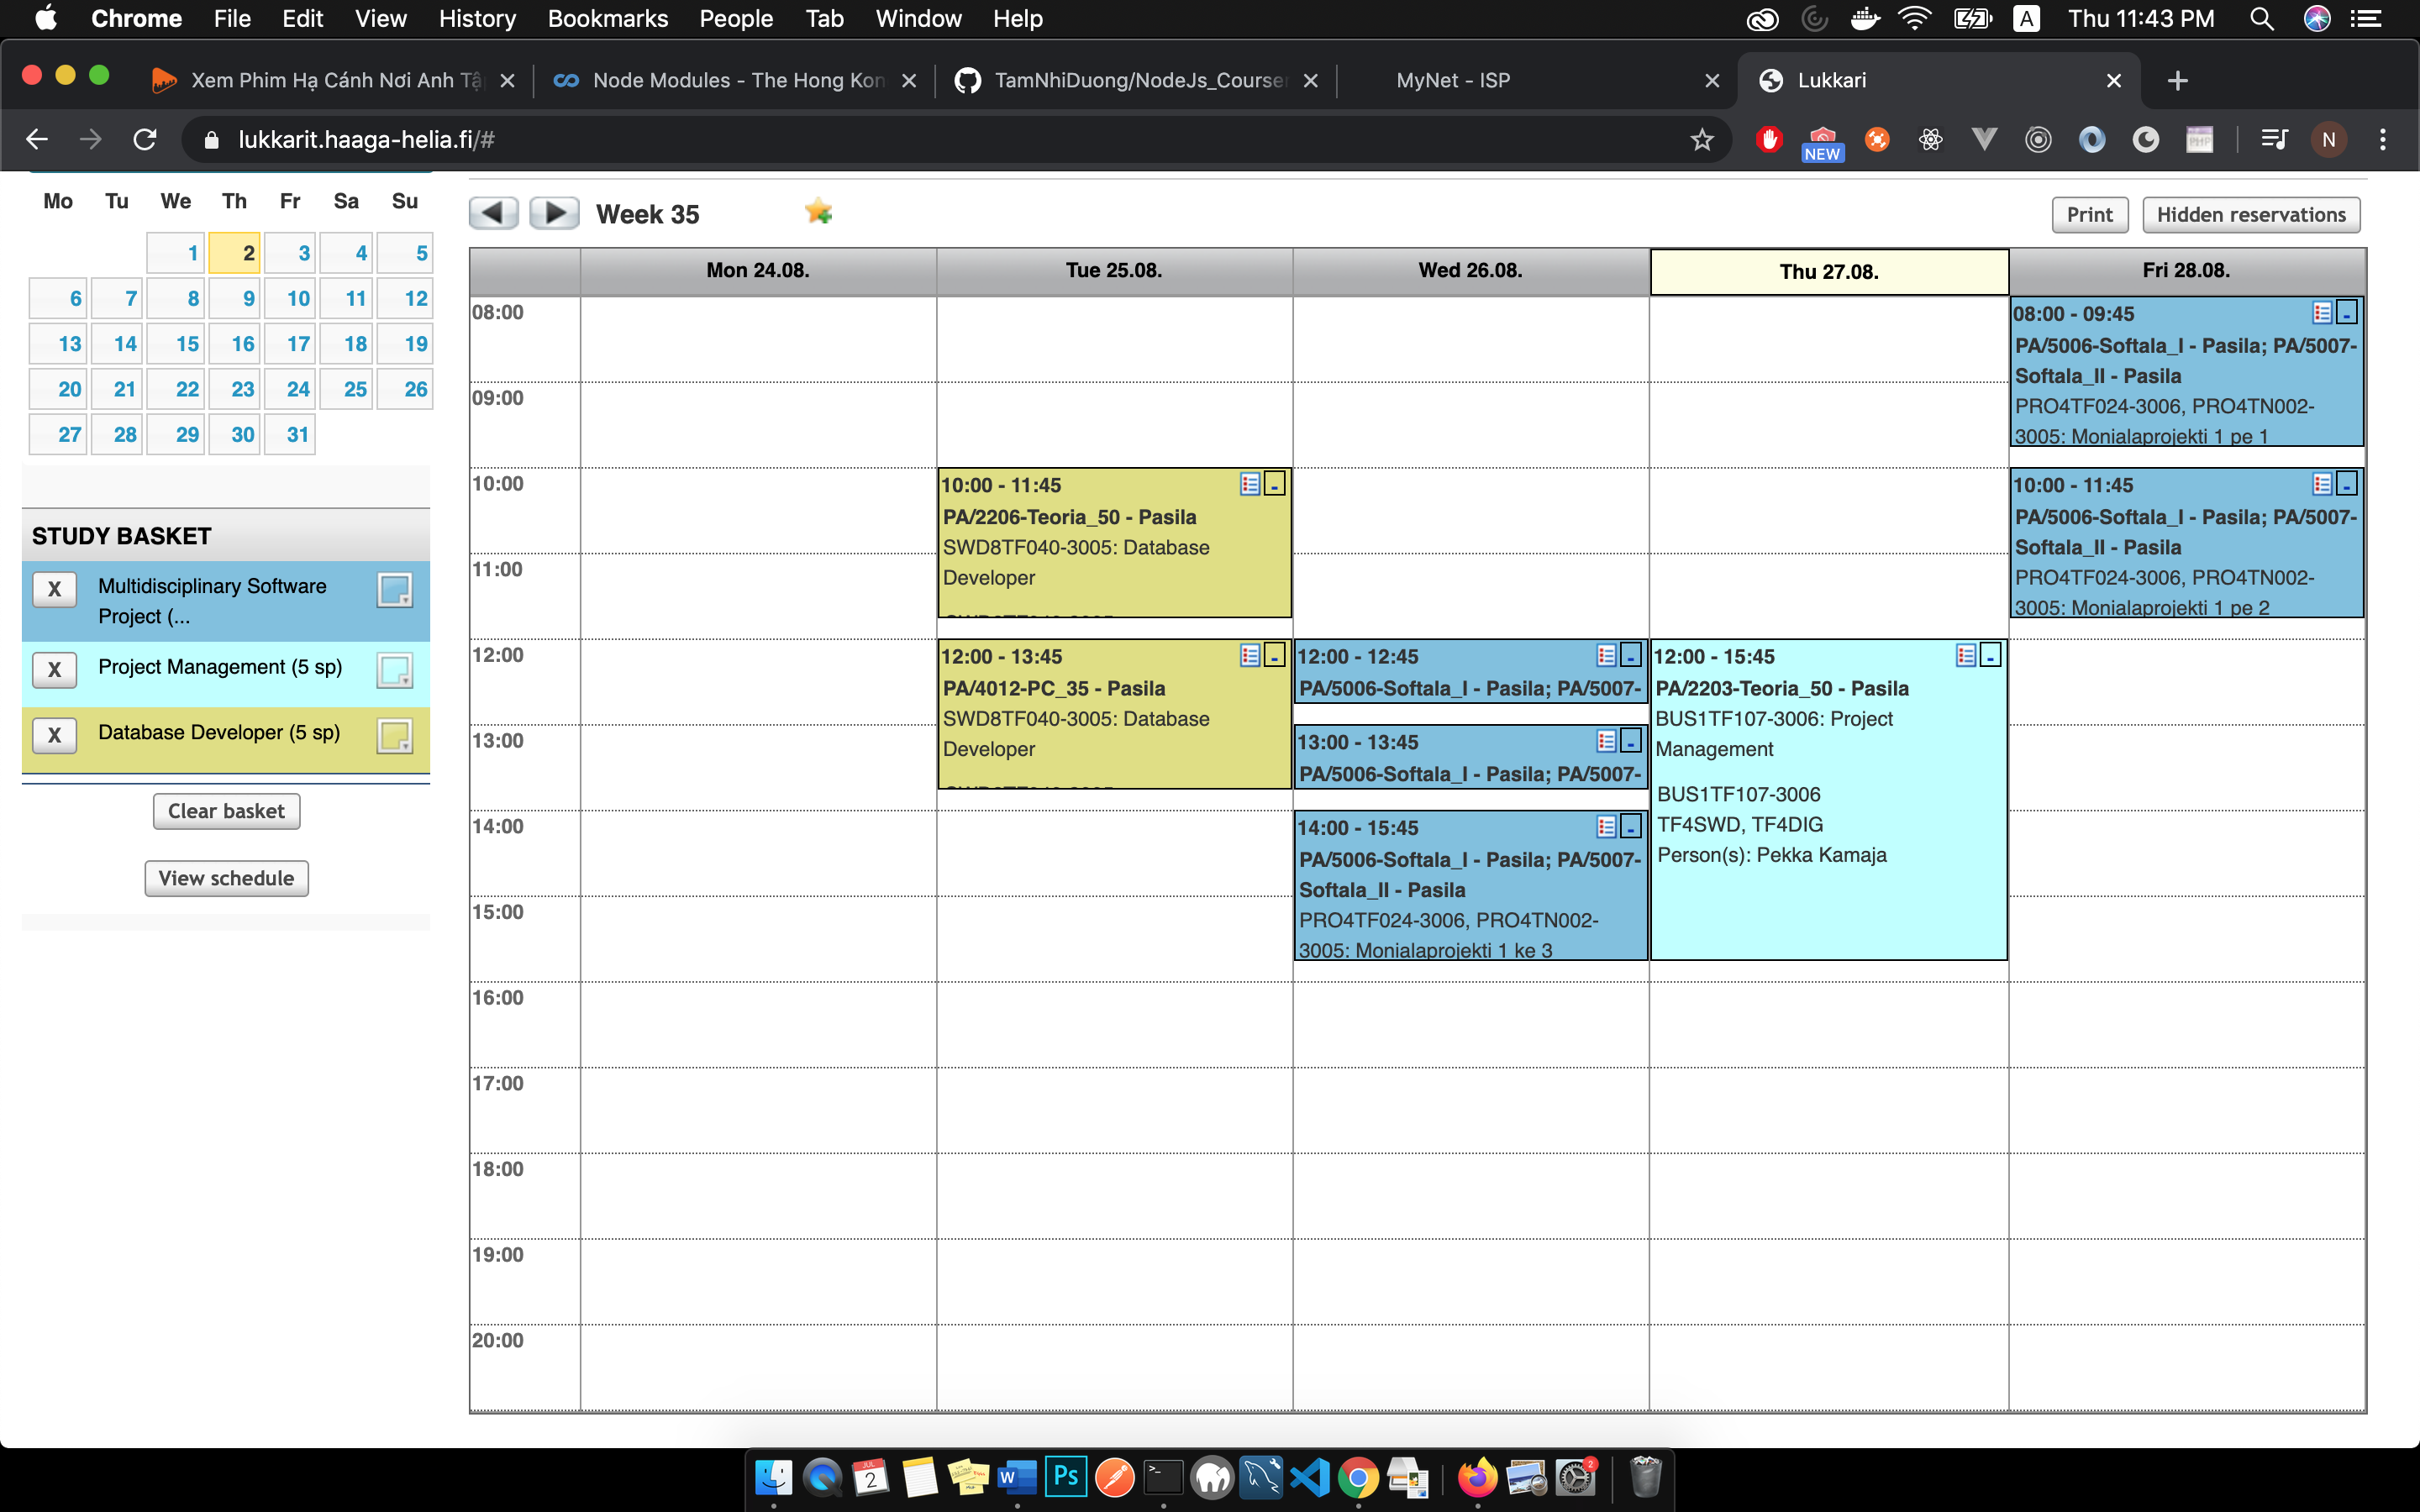 Chrome File Edit View History Bookmarks People Tab Window Help A Thu 11:43 PM
Xem Phim Hạ Cánh Nơi Anh
Node Modules - The Hong Kon
TamNhiDuong/NodeJs_Courser
MyNet - ISP
Lukkari
lukkarit.haaga-helia.fi/#
NEW
PHP
N
Mo Tu We Th Fr Sa Su
1 2 3 4 5
6 7 8 9 10 11 12
13 14 15 16 17 18 19
20 21 22 23 24 25 26
27 28 29 30 31
STUDY BASKET
X Multidisciplinary Software
Project (...
X Project Management (5 sp)
X Database Developer (5 sp)
Clear basket
View schedule
Week 35
Print Hidden reservations
Mon 24.08. Tue 25.08. Wed 26.08. Thu 27.08. Fri 28.08.
08:00
09:00
10:00
11:00
12:00
13:00
14:00
15:00
16:00
17:00
18:00
19:00
20:00
10:00 - 11:45
PA/2206-Teoria_50 - Pasila
SWD8TF040-3005: Database
Developer
12:00 - 13:45
PA/4012-PC_35 - Pasila
SWD8TF040-3005: Database
Developer
12:00 - 12:45
PA/5006-Softala_I - Pasila; PA/5007-
13:00 - 13:45
PA/5006-Softala_I - Pasila; PA/5007-
14:00 - 15:45
PA/5006-Softala_I - Pasila; PA/5007-
Softala_II - Pasila
PRO4TF024-3006, PRO4TN002-
3005: Monialaprojekti 1 ke 3
12:00 - 15:45
PA/2203-Teoria_50 - Pasila
BUS1TF107-3006: Project
Management
BUS1TF107-3006
TF4SWD, TF4DIG
Person(s): Pekka Kamaja
08:00 - 09:45
PA/5006-Softala_I - Pasila; PA/5007-
Softala_II - Pasila
PRO4TF024-3006, PRO4TN002-
3005: Monialaprojekti 1 pe 1
10:00 - 11:45
PA/5006-Softala_I - Pasila; PA/5007-
Softala_II - Pasila
PRO4TF024-3006, PRO4TN002-
3005: Monialaprojekti 1 pe 2
JUL
2
W
Ps
2